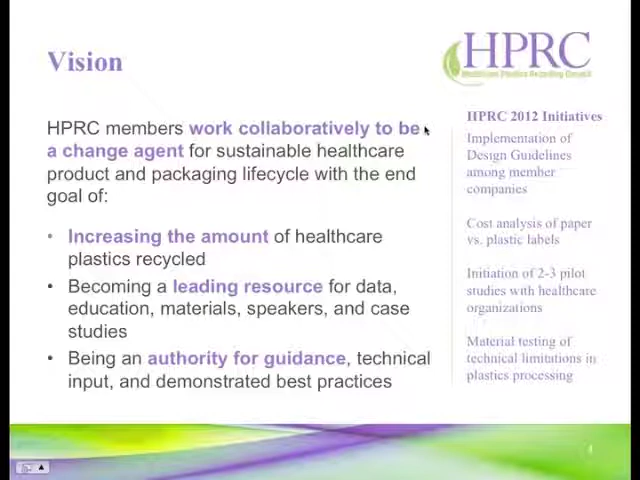 Vision
HPRC
Healthcare Plastics Recycling Council
HPRC members work collaboratively to be
a change agent for sustainable healthcare
product and packaging lifecycle with the end
goal of:
• Increasing the amount of healthcare
plastics recycled
• Becoming a leading resource for data,
education, materials, speakers, and case
studies
• Being an authority for guidance, technical
input, and demonstrated best practices
HPRC 2012 Initiatives
Implementation of
Design Guidelines
among member
companies
Cost analysis of paper
vs. plastic labels
Initiation of 2-3 pilot
studies with healthcare
organizations
Material testing of
technical limitations in
plastics processing